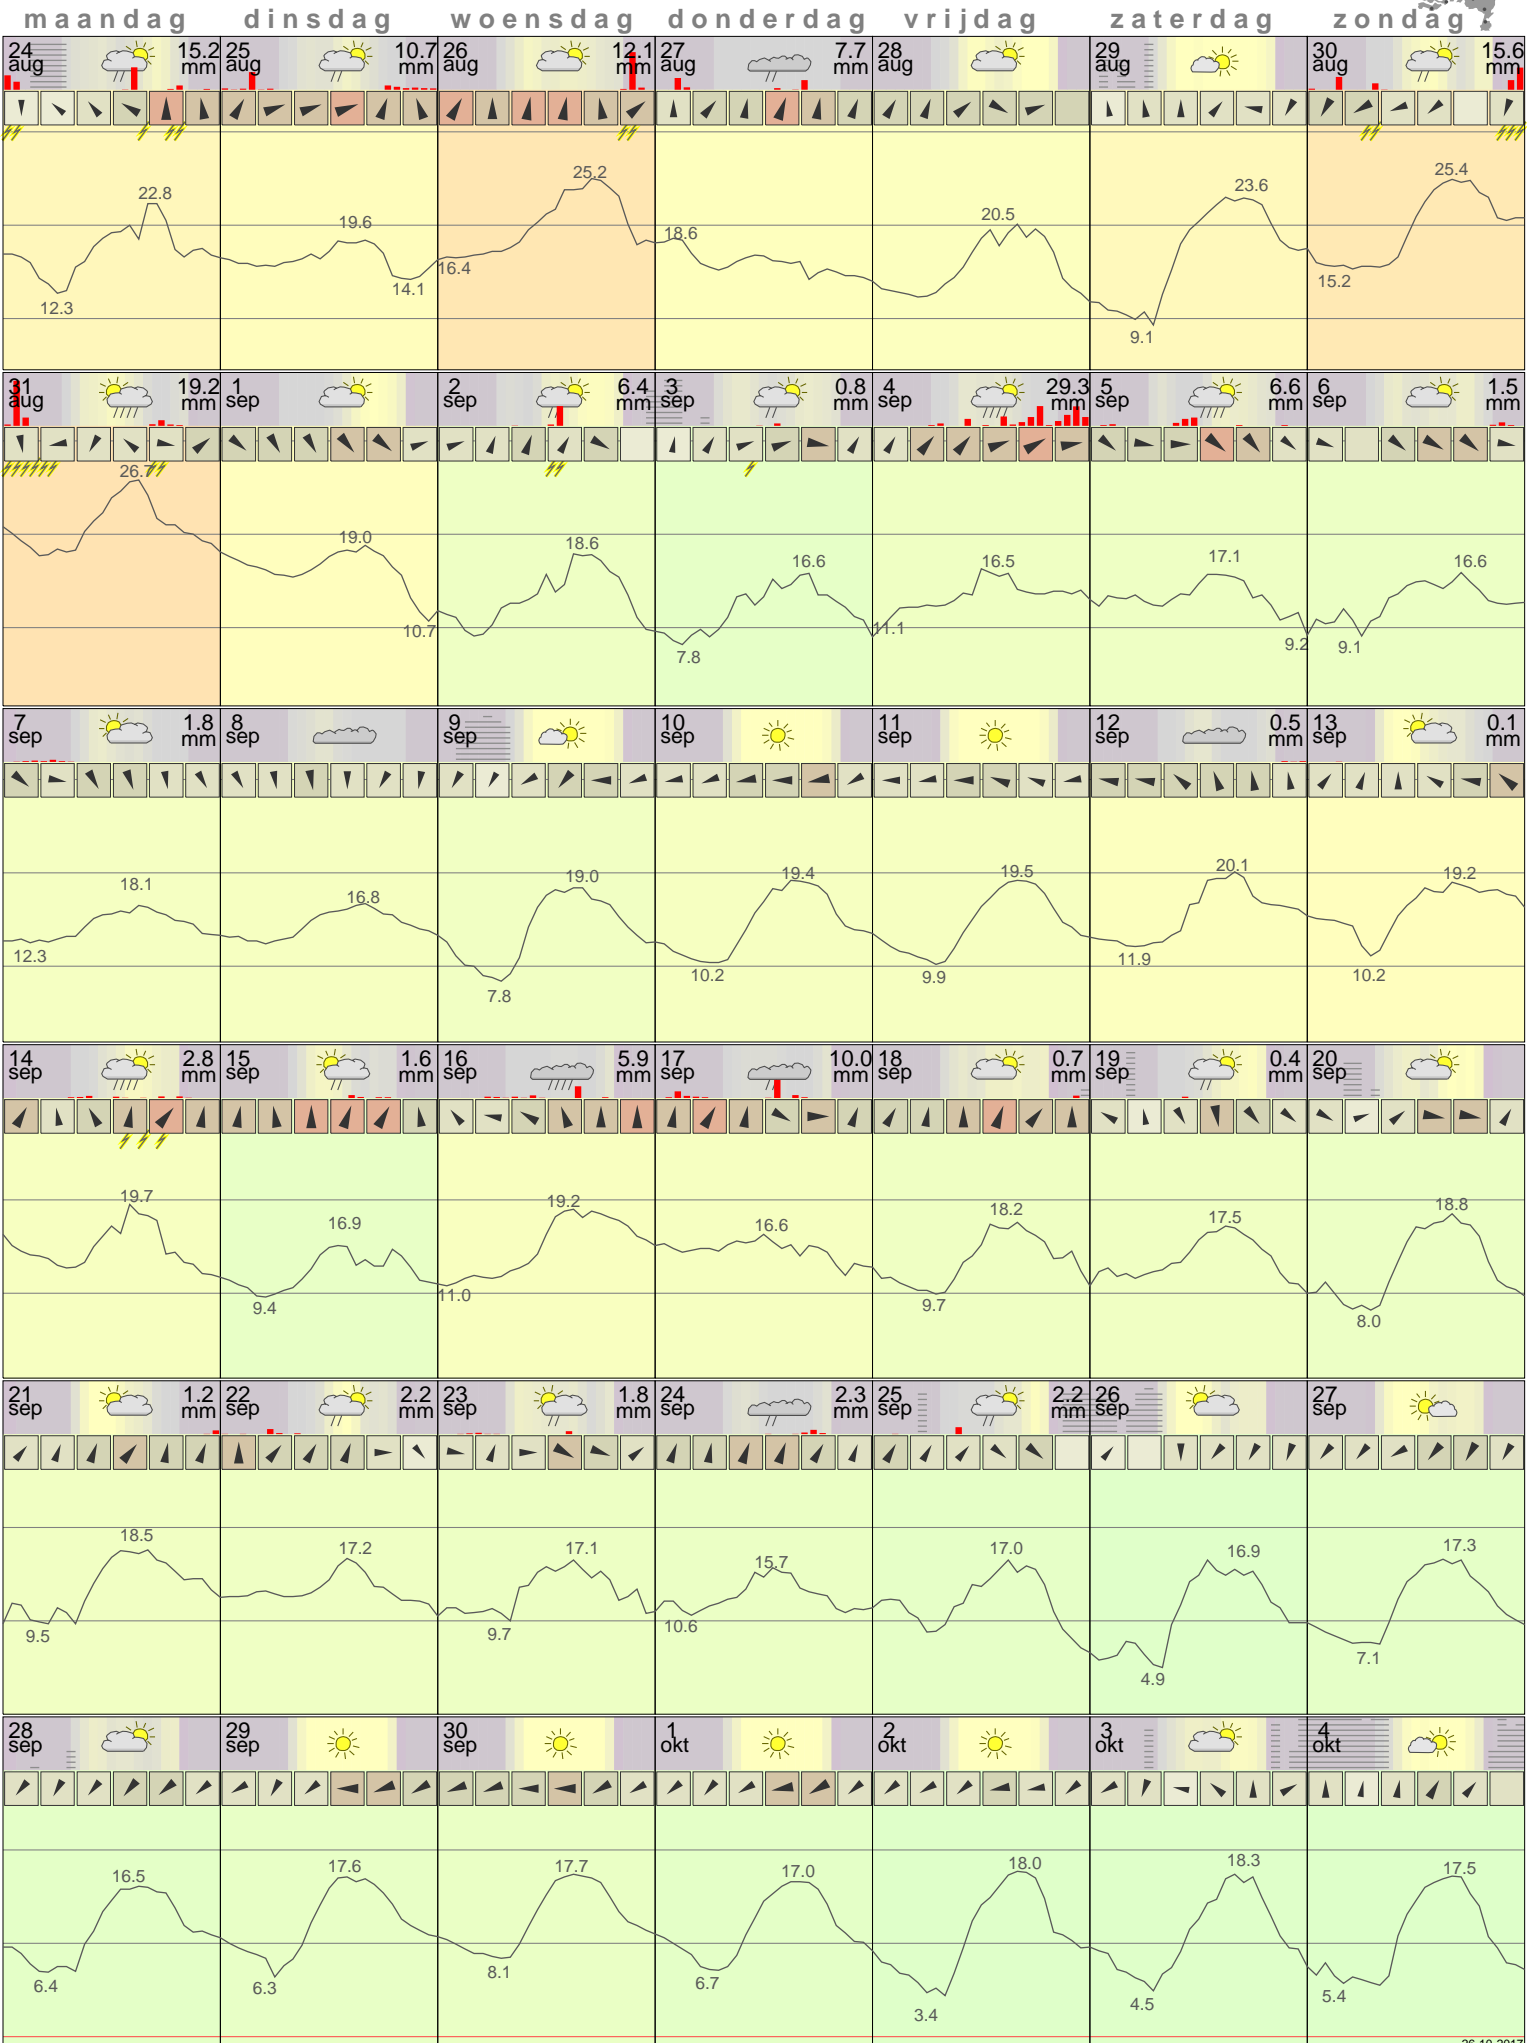 maandag dinsdag woensdag donderdag vrijdag zaterdag zondag
24 aug 15.2 mm 25 aug 10.7 mm 26 aug 12.1 mm 27 aug 7.7 mm 28 aug 29 aug 30 aug 15.6 mm
22.8 12.3 19.6 14.1 25.2 16.4 18.6 20.5 23.6 9.1 25.4 15.2
31 aug 19.2 mm 1 sep 2 sep 6.4 mm 3 sep 0.8 mm 4 sep 29.3 mm 5 sep 6.6 mm 6 sep 1.5 mm
26.7 19.0 10.7 18.6 16.6 7.8 16.5 11.1 17.1 9.2 16.6 9.1
7 sep 1.8 mm 8 sep 9 sep 10 sep 11 sep 12 sep 0.5 mm 13 sep 0.1 mm
18.1 12.3 16.8 19.0 7.8 19.4 10.2 19.5 9.9 20.1 11.9 19.2 10.2
14 sep 2.8 mm 15 sep 1.6 mm 16 sep 5.9 mm 17 sep 10.0 mm 18 sep 0.7 mm 19 sep 0.4 mm 20 sep
19.7 16.9 9.4 19.2 11.0 16.6 18.2 9.7 17.5 18.8 8.0
21 sep 1.2 mm 22 sep 2.2 mm 23 sep 1.8 mm 24 sep 2.3 mm 25 sep 2.2 mm 26 sep 27 sep
18.5 9.5 17.2 17.1 9.7 15.7 10.6 17.0 16.9 4.9 17.3 7.1
28 sep 29 sep 30 sep 1 okt 2 okt 3 okt 4 okt
16.5 6.4 17.6 6.3 17.7 8.1 17.0 6.7 18.0 3.4 18.3 4.5 17.5 5.4